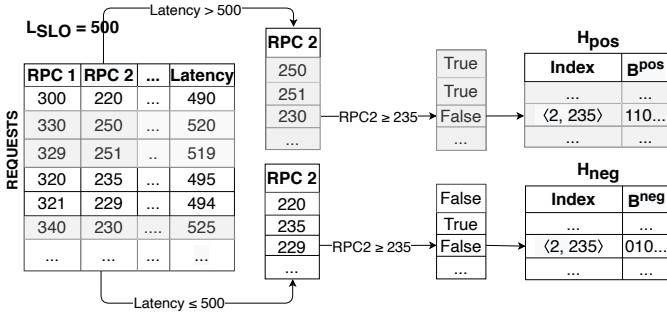 L_SLO = 500
Latency > 500
REQUESTS
RPC 1 RPC 2 ... Latency
300 220 ... 490
330 250 ... 520
329 251 .. 519
320 235 ... 495
321 229 ... 494
340 230 .... 525
... ... ... ...
Latency ≤ 500
RPC 2
250
251
230
...
RPC2 ≥ 235
True
True
False
...
H_pos
Index B^pos
... ...
⟨2, 235⟩ 110...
... ...
RPC 2
220
235
229
...
RPC2 ≥ 235
False
True
False
...
H_neg
Index B^neg
... ...
⟨2, 235⟩ 010...
... ...